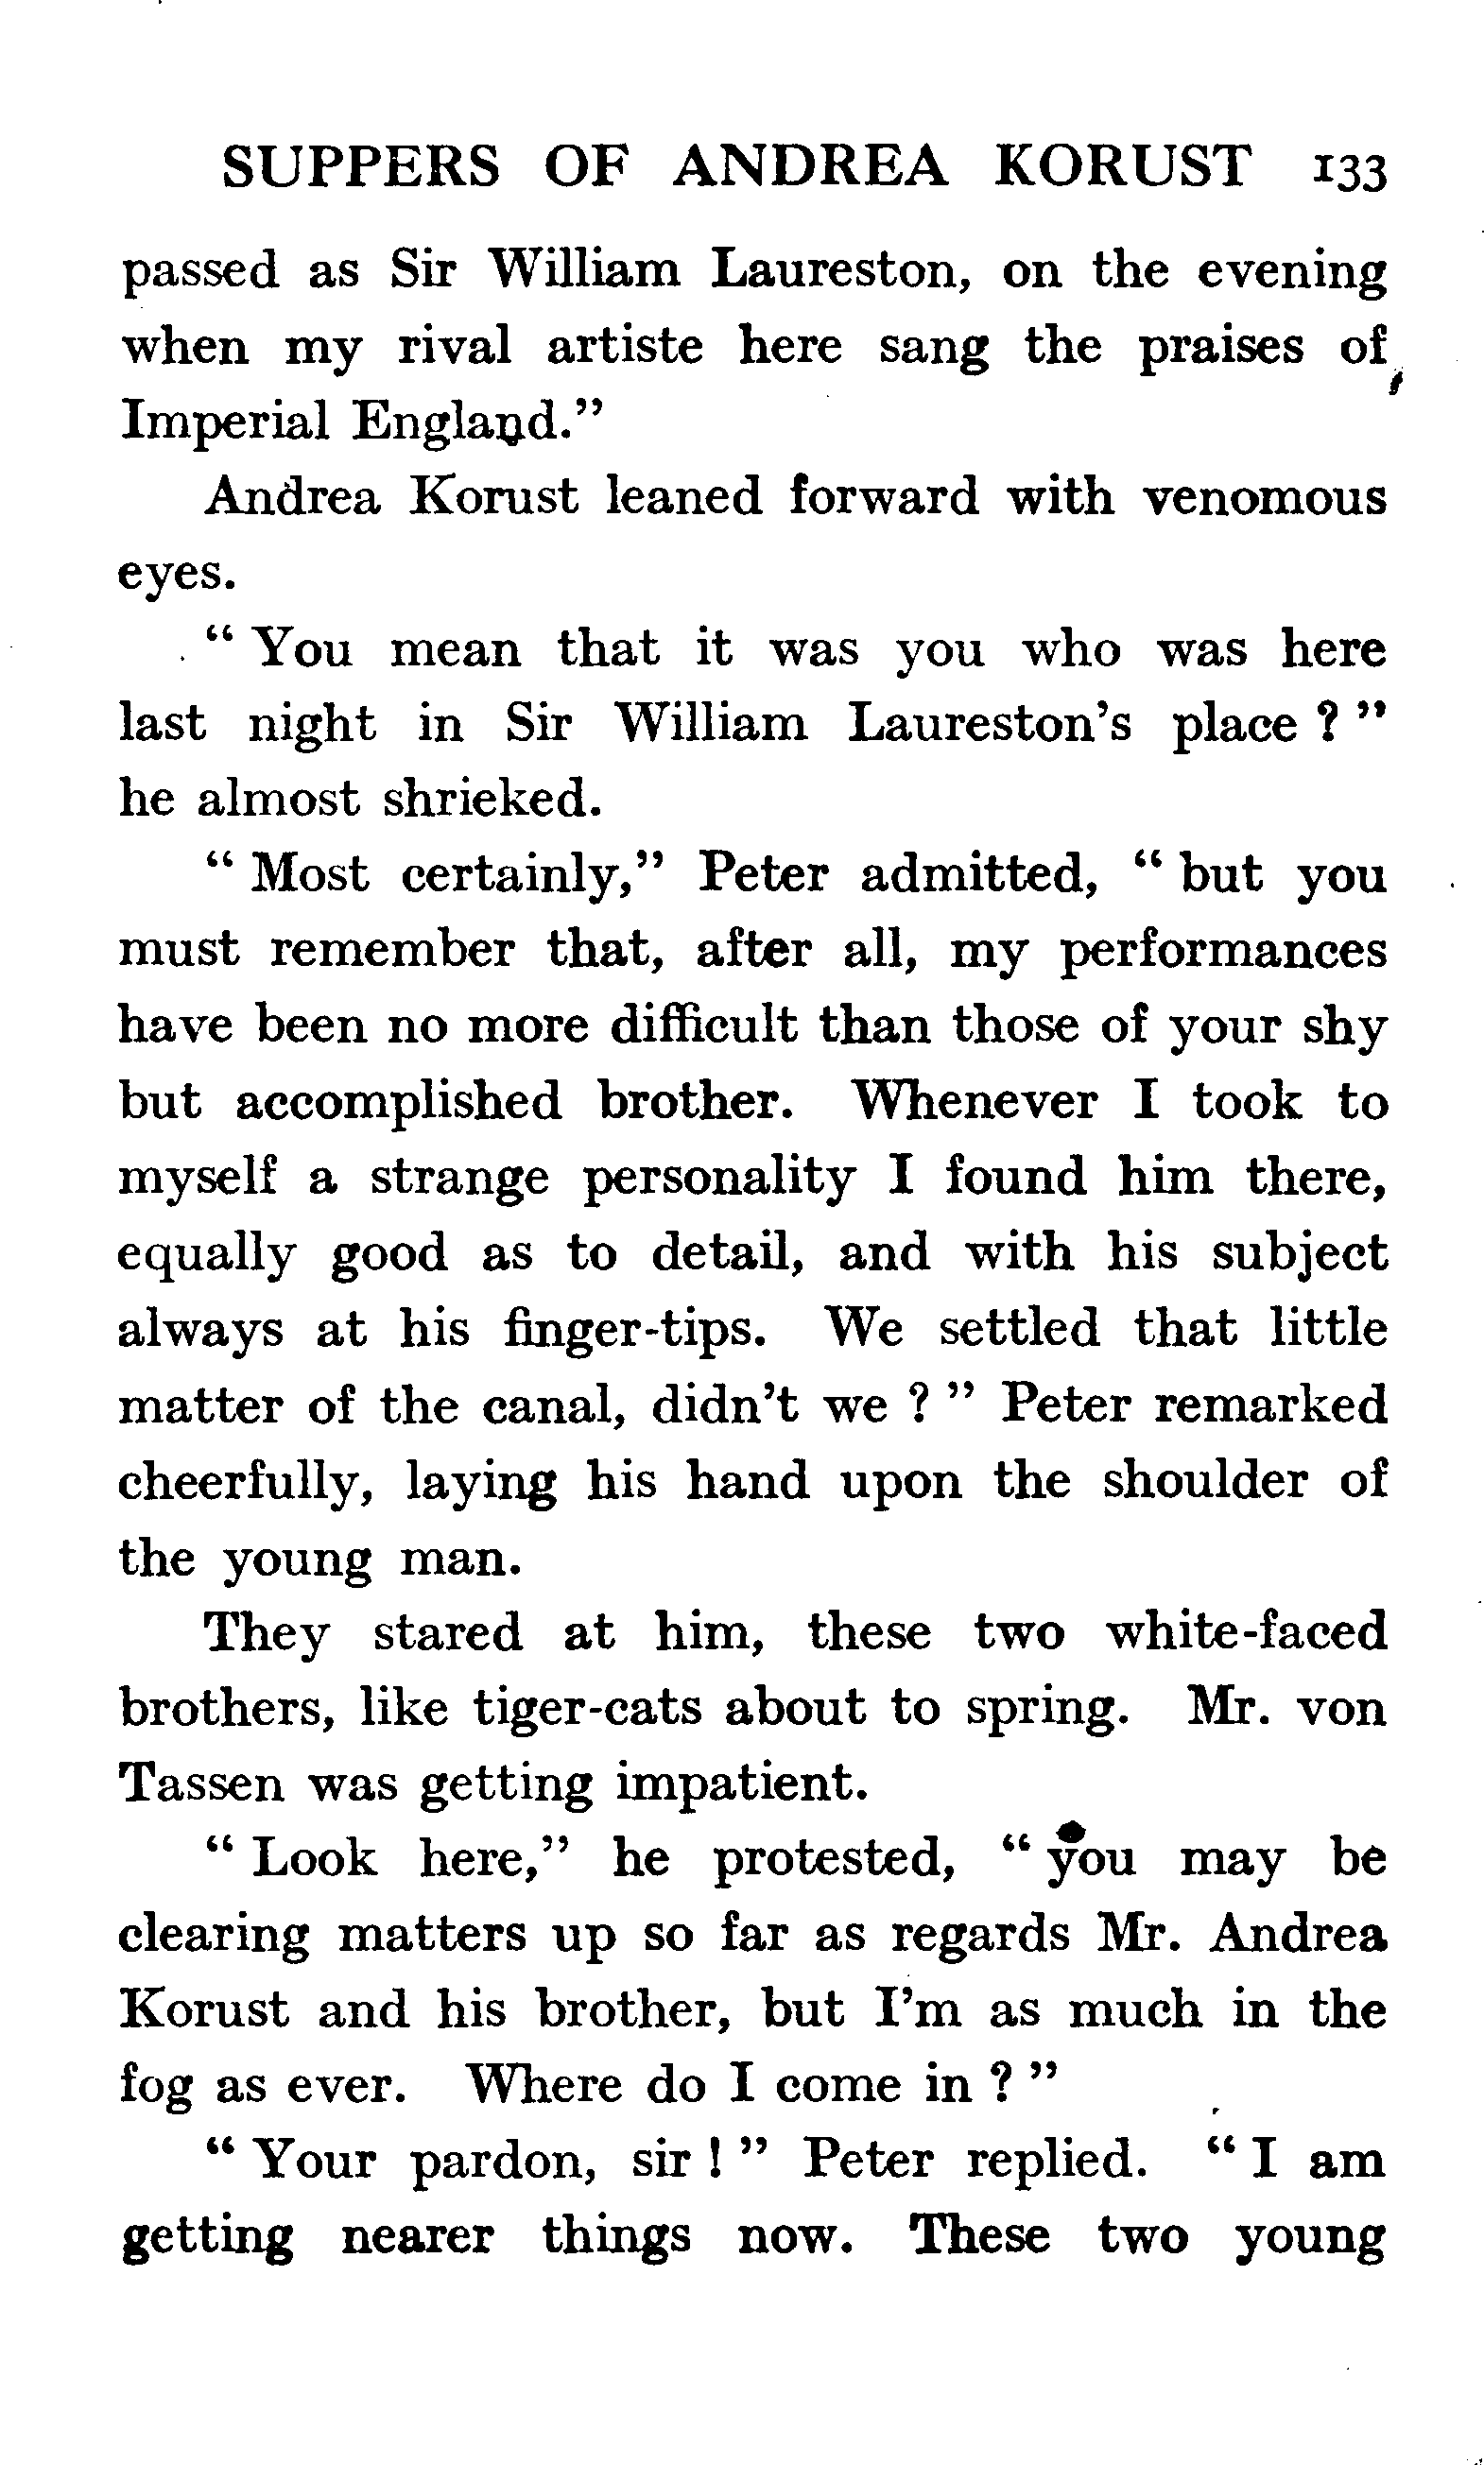 SUPPERS OF ANDREA KORUST 133
passed as Sir William Laureston, on the evening
when my rival artiste here sang the praises of
Imperial England."
Andrea Korust leaned forward with venomous
eyes.
" You mean that it was you who was here
last night in Sir William Laureston's place ? "
he almost shrieked.
" Most certainly," Peter admitted, " but you
must remember that, after all, my performances
have been no more difficult than those of your shy
but accomplished brother. Whenever I took to
myself a strange personality I found him there,
equally good as to detail, and with his subject
always at his finger-tips. We settled that little
matter of the canal, didn't we ? " Peter remarked
cheerfully, laying his hand upon the shoulder of
the young man.
They stared at him, these two white-faced
brothers, like tiger-cats about to spring. Mr. von
Tassen was getting impatient.
" Look here," he protested, " you may be
clearing matters up so far as regards Mr. Andrea
Korust and his brother, but I'm as much in the
fog as ever. Where do I come in ? "
" Your pardon, sir ! " Peter replied. " I am
getting nearer things now. These two young